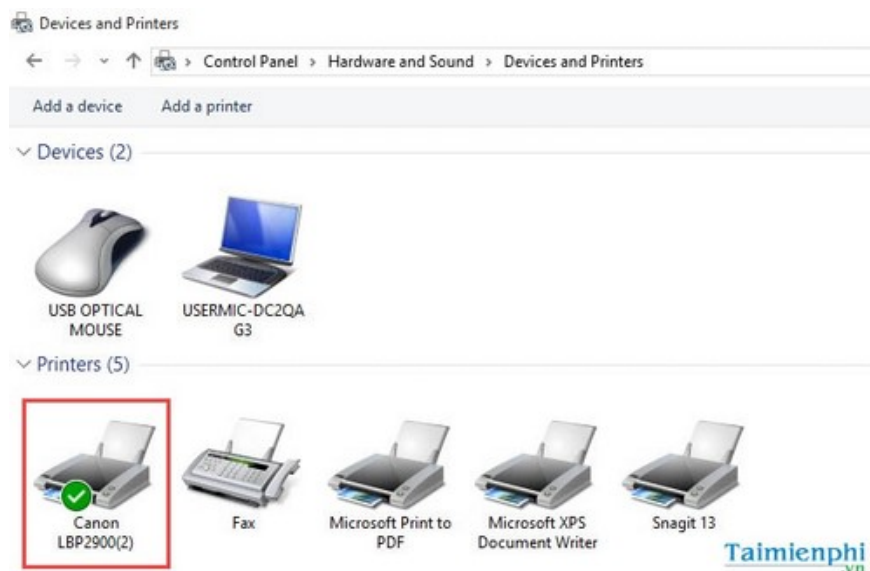 Devices and Printers
Control Panel > Hardware and Sound > Devices and Printers
Add a device Add a printer
Devices (2)
USB OPTICAL
MOUSE
USERMIC-DC2QA
G3
Printers (5)
Canon
LBP2900(2)
Fax
Microsoft Print to
PDF
Microsoft XPS
Document Writer
Snagit 13
Taimienphi
.vn